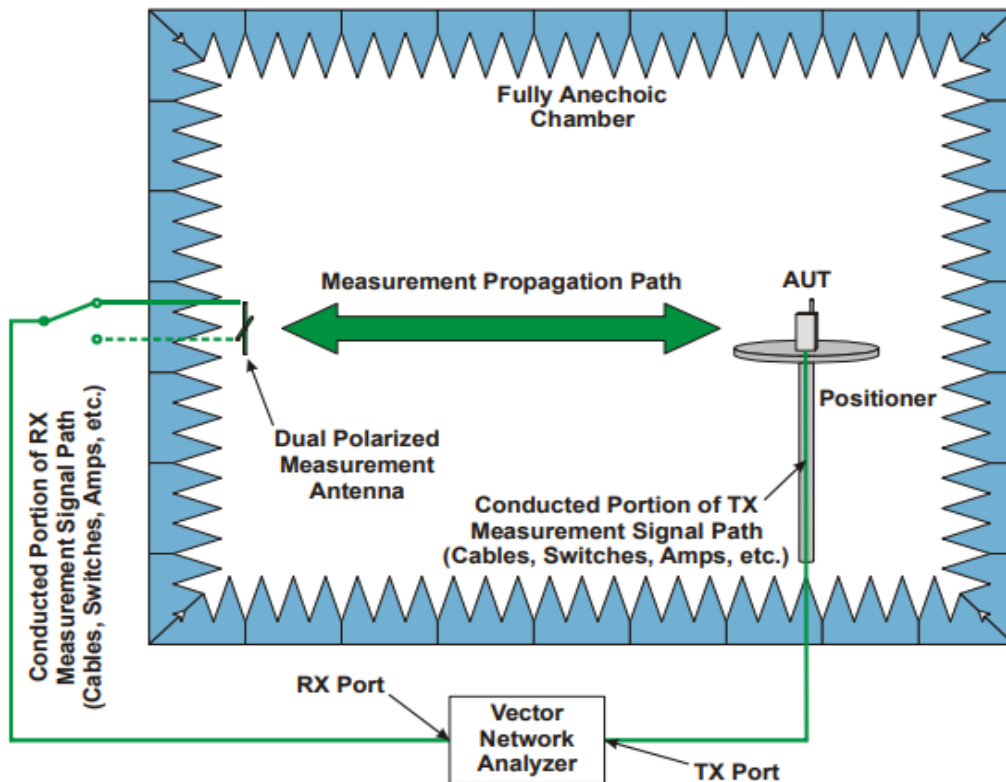 Fully Anechoic
Chamber
Measurement Propagation Path
AUT
Positioner
Dual Polarized
Measurement
Antenna
Conducted Portion of TX
Measurement Signal Path
(Cables, Switches, Amps, etc.)
Conducted Portion of RX
Measurement Signal Path
(Cables, Switches, Amps, etc.)
RX Port
Vector
Network
Analyzer
TX Port